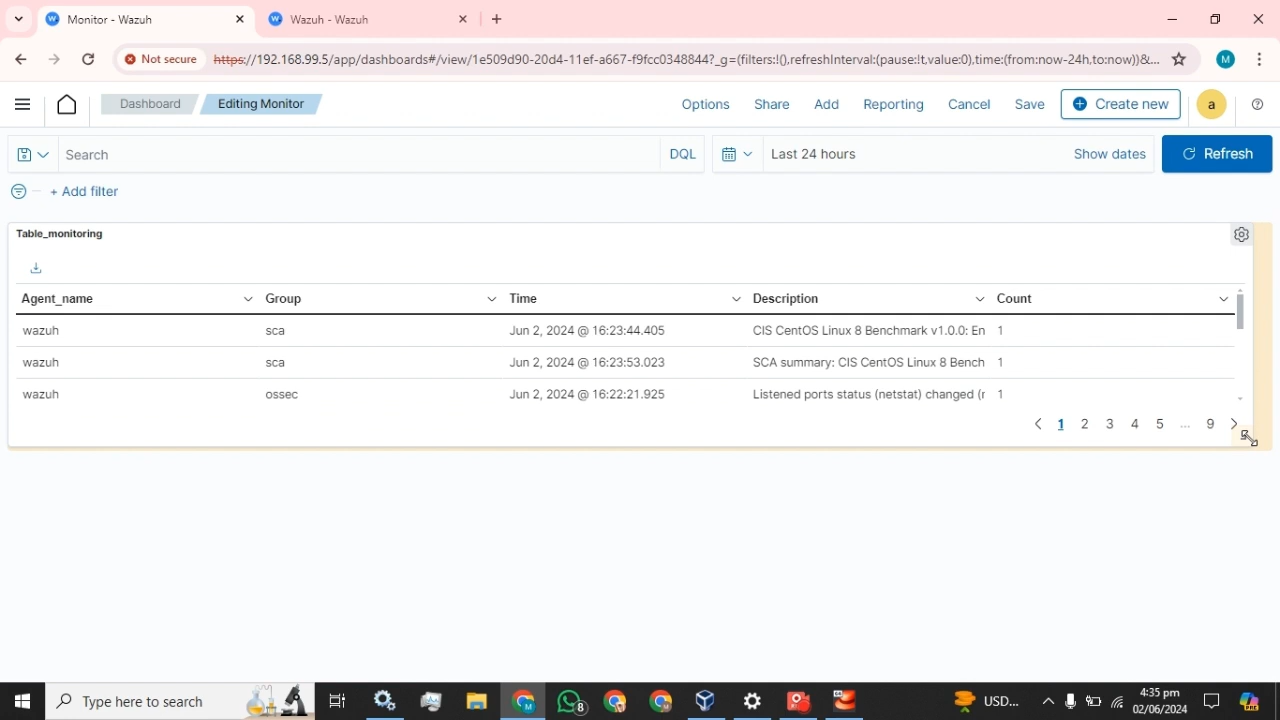 Monitor - Wazuh
Wazuh - Wazuh
Not secure https://192.168.99.5/app/dashboards#/view/1e509d90-20d4-11ef-a667-f9fcc0348844?_g=(filters:!(),refreshInterval:(pause:!t,value:0),time:(from:now-24h,to:now))&... M
Dashboard Editing Monitor Options Share Add Reporting Cancel Save Create new a
Search DQL Last 24 hours Show dates Refresh
+ Add filter
Table_monitoring
Agent_name Group Time Description Count
wazuh sca Jun 2, 2024 @ 16:23:44.405 CIS CentOS Linux 8 Benchmark v1.0.0: En 1
wazuh sca Jun 2, 2024 @ 16:23:53.023 SCA summary: CIS CentOS Linux 8 Bench 1
wazuh ossec Jun 2, 2024 @ 16:22:21.925 Listened ports status (netstat) changed (r 1
1 2 3 4 5 ... 9
Type here to search 8 USD... 4:35 pm
02/06/2024